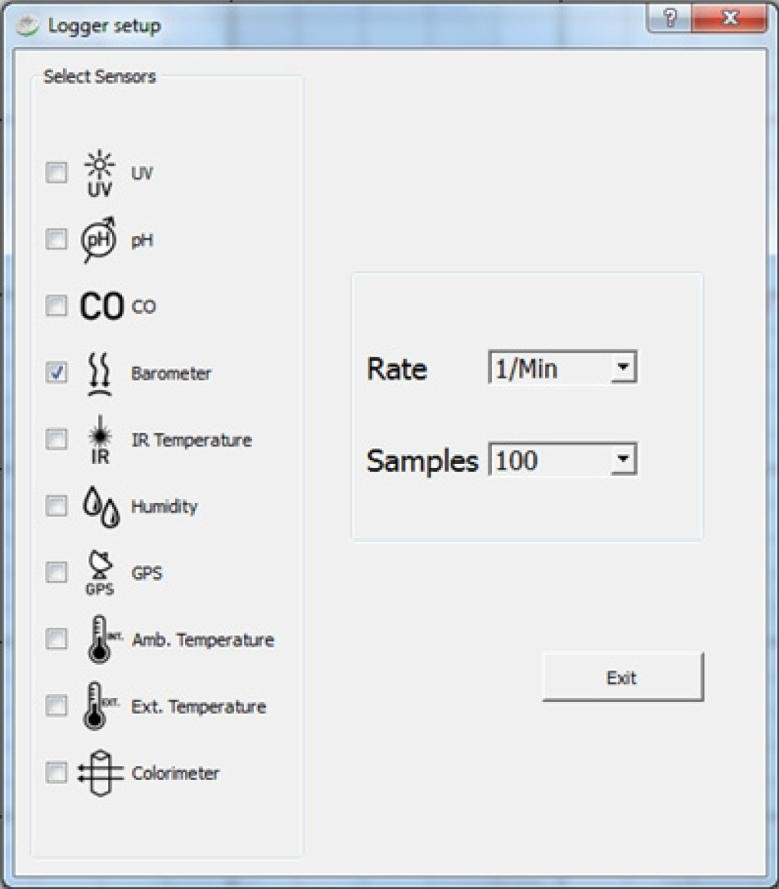 Logger setup
Select Sensors
UV UV
pH pH
CO CO
Barometer
IR IR Temperature
Humidity
GPS GPS
INT. Amb. Temperature
EXT. Ext. Temperature
Colorimeter
Rate 1/Min
Samples 100
Exit